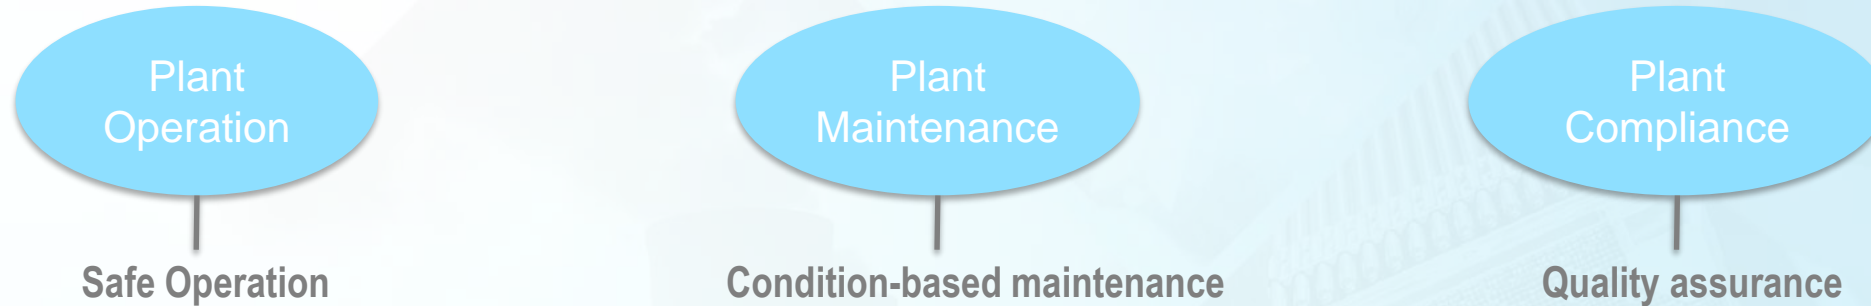 Plant
Operation
Plant
Maintenance
Plant
Compliance
Safe Operation
Condition-based maintenance
Quality assurance